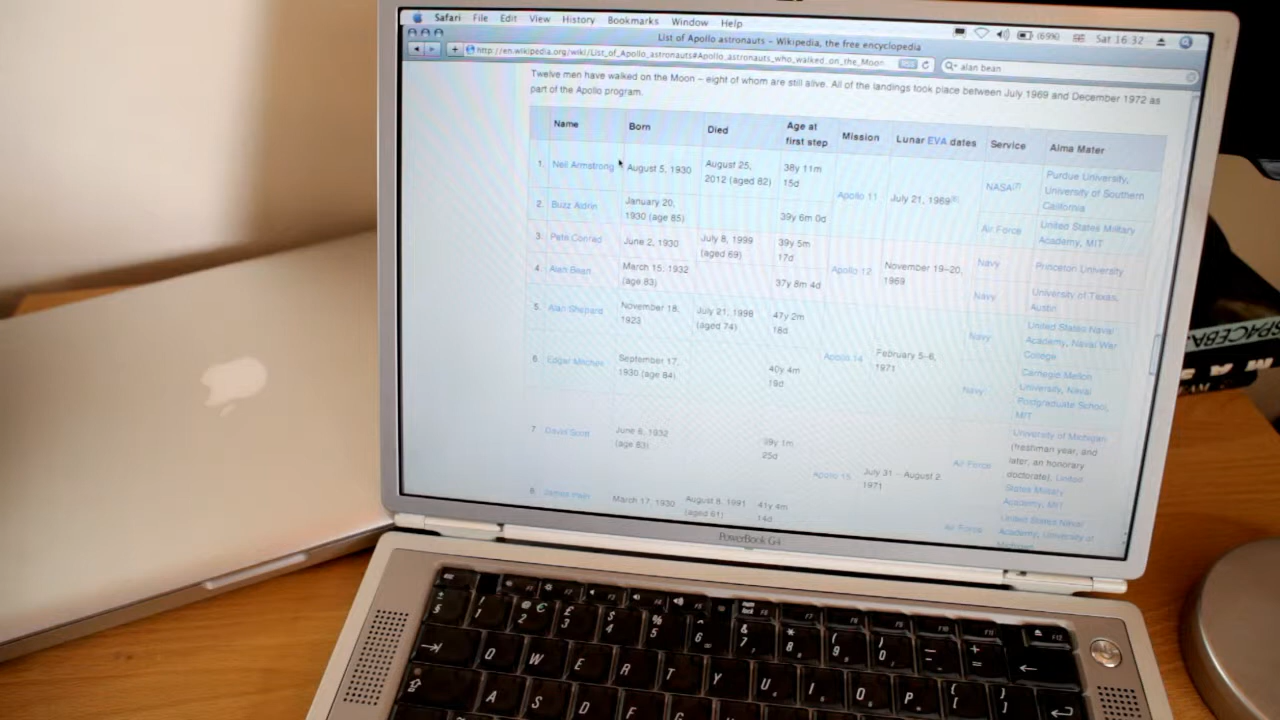 Safari File Edit View History Bookmarks Window Help (69%) Sat 16:32
List of Apollo astronauts – Wikipedia, the free encyclopedia
http://en.wikipedia.org/wiki/List_of_Apollo_astronauts#Apollo_astronauts_who_walked_on_the_Moon RSS alan bean
Twelve men have walked on the Moon – eight of whom are still alive. All of the landings took place between July 1969 and December 1972 as
part of the Apollo program.
Name Born Died Age at first step Mission Lunar EVA dates Service Alma Mater
1. Neil Armstrong August 5, 1930 August 25, 2012 (aged 82) 38y 11m 15d Apollo 11 July 21, 1969 NASA Purdue University, University of Southern California
2. Buzz Aldrin January 20, 1930 (age 85) 39y 6m 0d Air Force United States Military Academy, MIT
3. Pete Conrad June 2, 1930 July 8, 1999 (aged 69) 39y 5m 17d Apollo 12 November 19–20, 1969 Navy Princeton University
4. Alan Bean March 15, 1932 (age 83) 37y 8m 4d Navy University of Texas, Austin
5. Alan Shepard November 18, 1923 July 21, 1998 (aged 74) 47y 2m 18d Apollo 14 February 5–6, 1971 Navy United States Naval Academy, Naval War College
6. Edgar Mitchell September 17, 1930 (age 84) 40y 4m 19d Navy Carnegie Mellon University, Naval Postgraduate School, MIT
7 David Scott June 6, 1932 (age 83) 39y 1m 25d Apollo 15 July 31 – August 2, 1971 Air Force University of Michigan (freshman year, and later, an honorary doctorate), United States Military Academy, MIT
8 James Irwin March 17, 1930 August 8, 1991 (aged 61) 41y 4m 14d Air Force United States Naval Academy, University of
PowerBook G4
SPACEBA
M A S
§ 1 @ 2 € £ 3 $ 4 % 5 6 & 7 * 8 ( 9 ) 0 _ - + =
Q W E R T Y U I O P { [ } ]
A S D F G